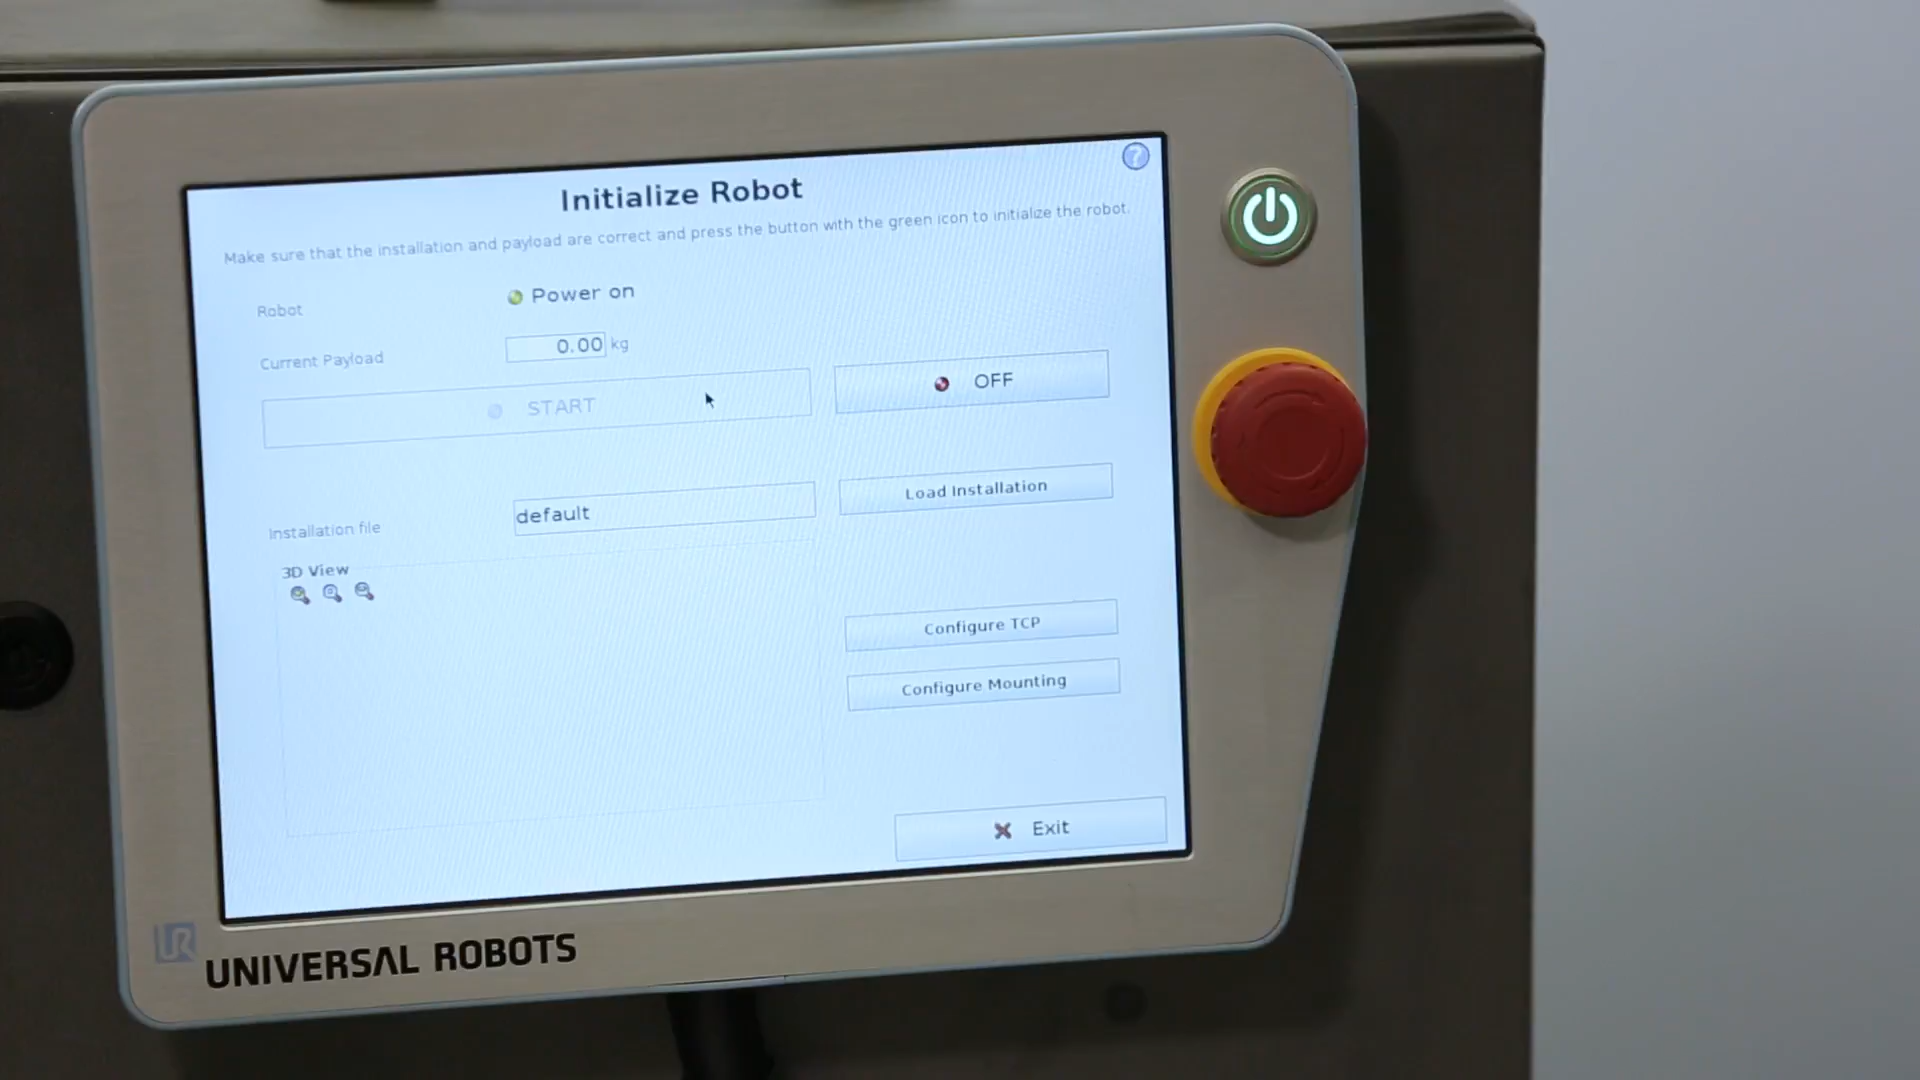 Initialize Robot
?
Make sure that the installation and payload are correct and press the button with the green icon to initialize the robot.
Robot
Power on
Current Payload
0.00 kg
START
OFF
Installation file
default
Load Installation
3D View
Configure TCP
Configure Mounting
Exit
UR
UNIVERSAL ROBOTS